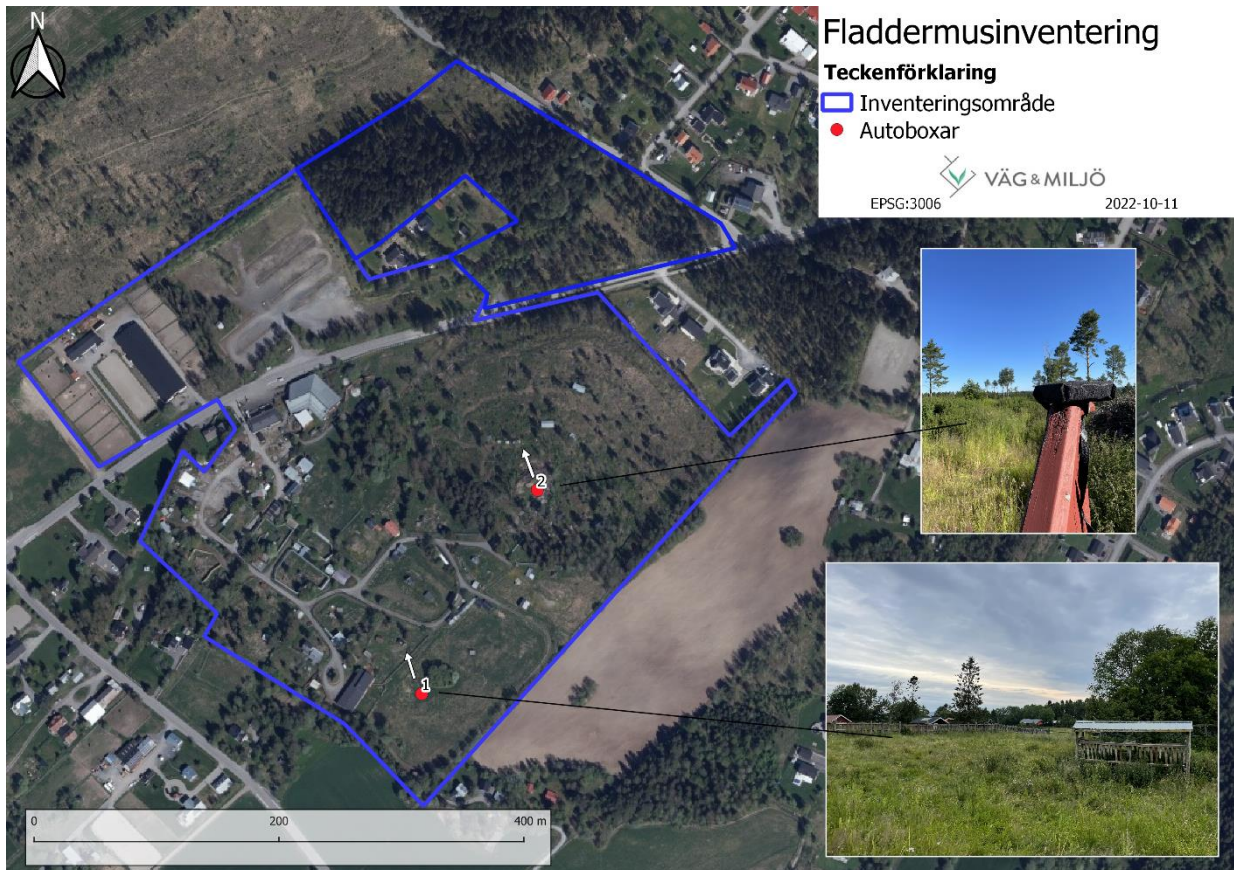 N
Fladdermusinventering
Teckenförklaring
Inventeringsområde
Autoboxar
VÄG & MILJÖ
EPSG:3006 2022-10-11
2
1
0 200 400 m